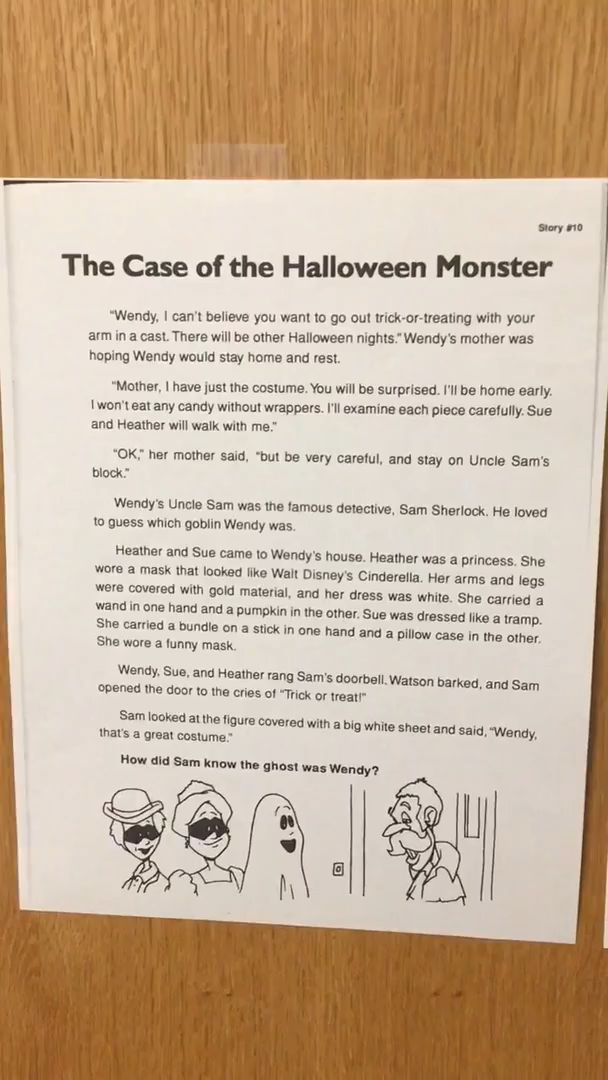 Story #10
The Case of the Halloween Monster
"Wendy, I can't believe you want to go out trick-or-treating with your
arm in a cast. There will be other Halloween nights." Wendy's mother was
hoping Wendy would stay home and rest.
"Mother, I have just the costume. You will be surprised. I'll be home early.
I won't eat any candy without wrappers. I'll examine each piece carefully. Sue
and Heather will walk with me."
"OK," her mother said, "but be very careful, and stay on Uncle Sam's
block."
Wendy's Uncle Sam was the famous detective, Sam Sherlock. He loved
to guess which goblin Wendy was.
Heather and Sue came to Wendy's house. Heather was a princess. She
wore a mask that looked like Walt Disney's Cinderella. Her arms and legs
were covered with gold material, and her dress was white. She carried a
wand in one hand and a pumpkin in the other. Sue was dressed like a tramp.
She carried a bundle on a stick in one hand and a pillow case in the other.
She wore a funny mask.
Wendy, Sue, and Heather rang Sam's doorbell. Watson barked, and Sam
opened the door to the cries of "Trick or treat!"
Sam looked at the figure covered with a big white sheet and said, "Wendy,
that's a great costume."
How did Sam know the ghost was Wendy?